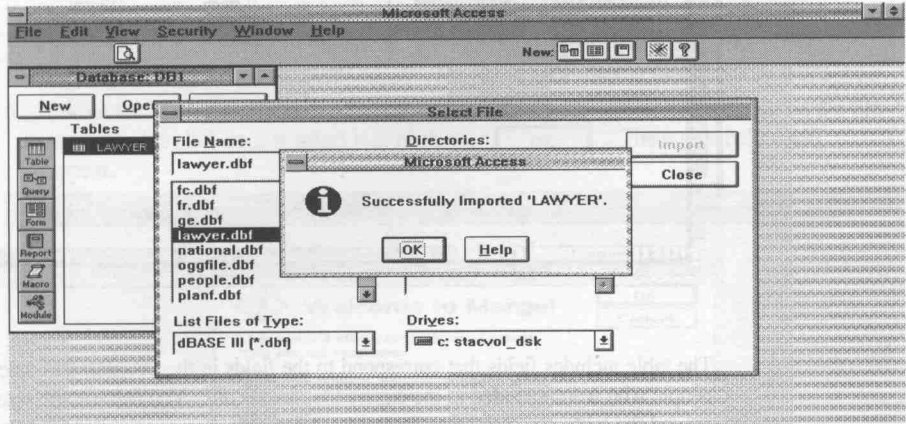 Microsoft Access
File Edit View Security Window Help
New:
Database: DB1
New Open
Tables
LAWYER
Table
Query
Form
Report
Macro
Module
Select File
File Name:
lawyer.dbf
fc.dbf
fr.dbf
ge.dbf
lawyer.dbf
national.dbf
oggfile.dbf
people.dbf
planf.dbf
List Files of Type:
dBASE III (*.dbf)
Directories:
Drives:
c: stacvol_dsk
Import
Close
Microsoft Access
Successfully Imported 'LAWYER'.
OK Help